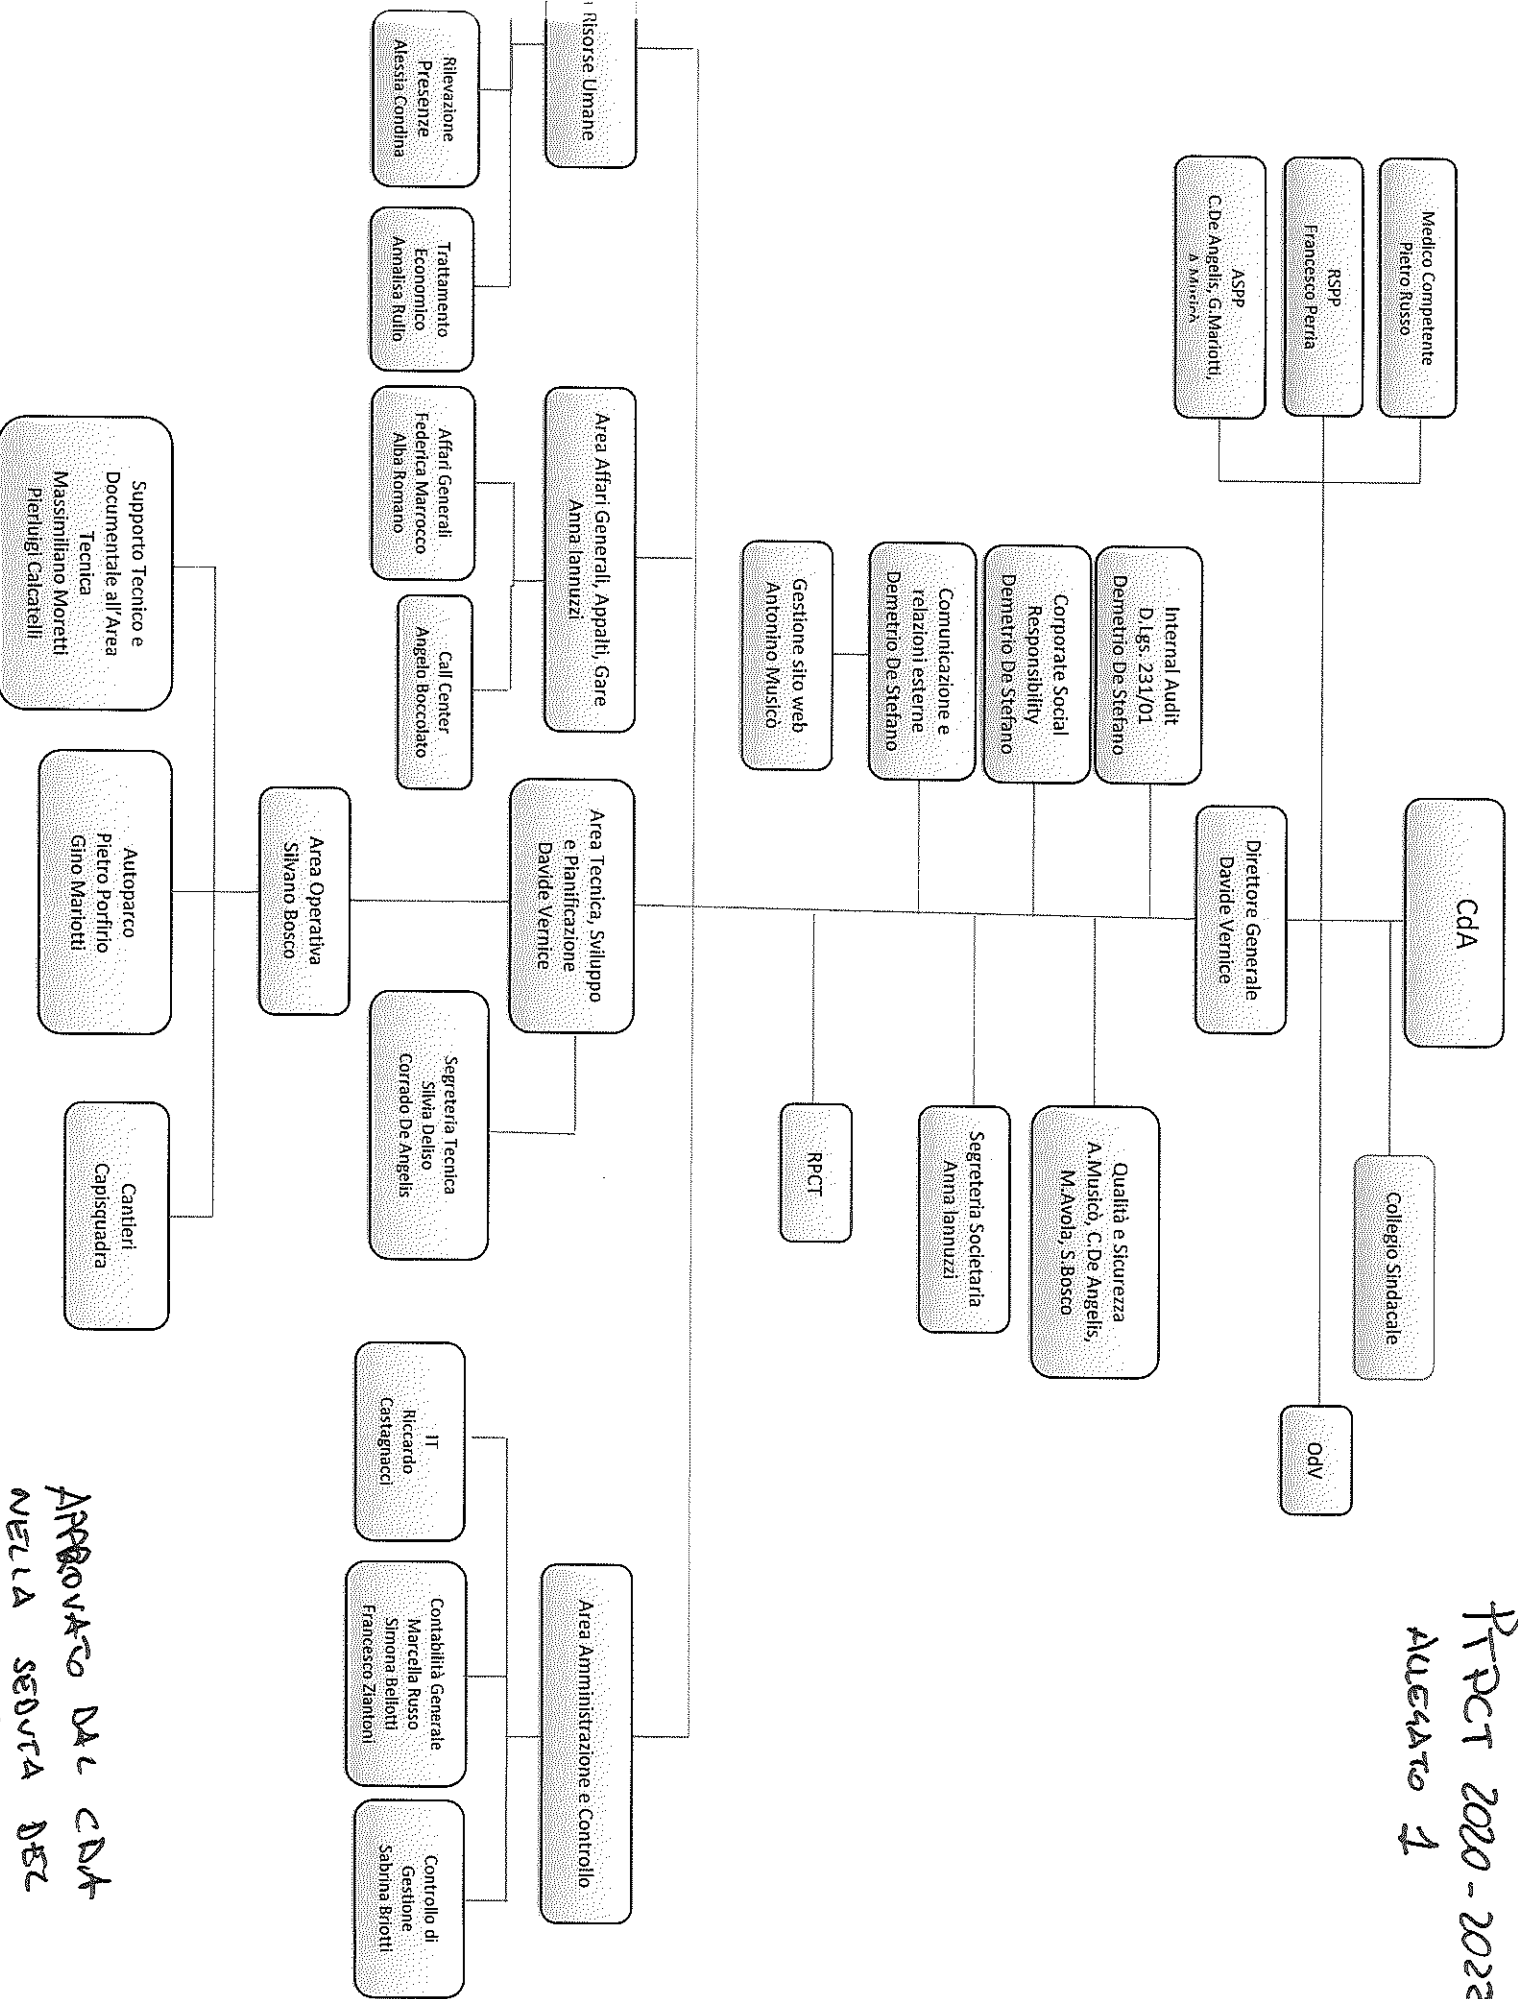 PTPCT 2020-2022
ALLEGATO 1
CdA
Collegio Sindacale
OdV
Medico Competente
Pietro Russo
RSPP
Francesco Perria
ASPP
C.De Angelis, G.Mariotti,
A.Musicò
Direttore Generale
Davide Vernice
Internal Audit
D.Lgs. 231/01
Demetrio De Stefano
Corporate Social
Responsibility
Demetrio De Stefano
Comunicazione e
relazioni esterne
Demetrio De Stefano
Gestione sito web
Antonino Musicò
Qualità e Sicurezza
A.Musicò, C.De Angelis,
M.Avola, S.Bosco
Segreteria Societaria
Anna Iannuzzi
RPCT
Risorse Umane
Area Affari Generali, Appalti, Gare
Anna Iannuzzi
Area Tecnica, Sviluppo
e Pianificazione
Davide Vernice
Area Amministrazione e Controllo
Rilevazione
Presenze
Alessia Condina
Trattamento
Economico
Annalisa Rullo
Affari Generali
Federica Marrocco
Alba Romano
Call Center
Angelo Boccolato
Segreteria Tecnica
Silvia Deliso
Corrado De Angelis
IT
Riccardo
Castagnacci
Contabilità Generale
Marcella Russo
Simona Bellotti
Francesco Ziantoni
Controllo di
Gestione
Sabrina Briotti
Area Operativa
Silvano Bosco
Supporto Tecnico e
Documentale all'Area
Tecnica
Massimiliano Moretti
Pierluigi Calcatelli
Autoparco
Pietro Porfirio
Gino Mariotti
Cantieri
Capisquadra
APPROVATO DAL CDA
NELLA SEDUTA DEL